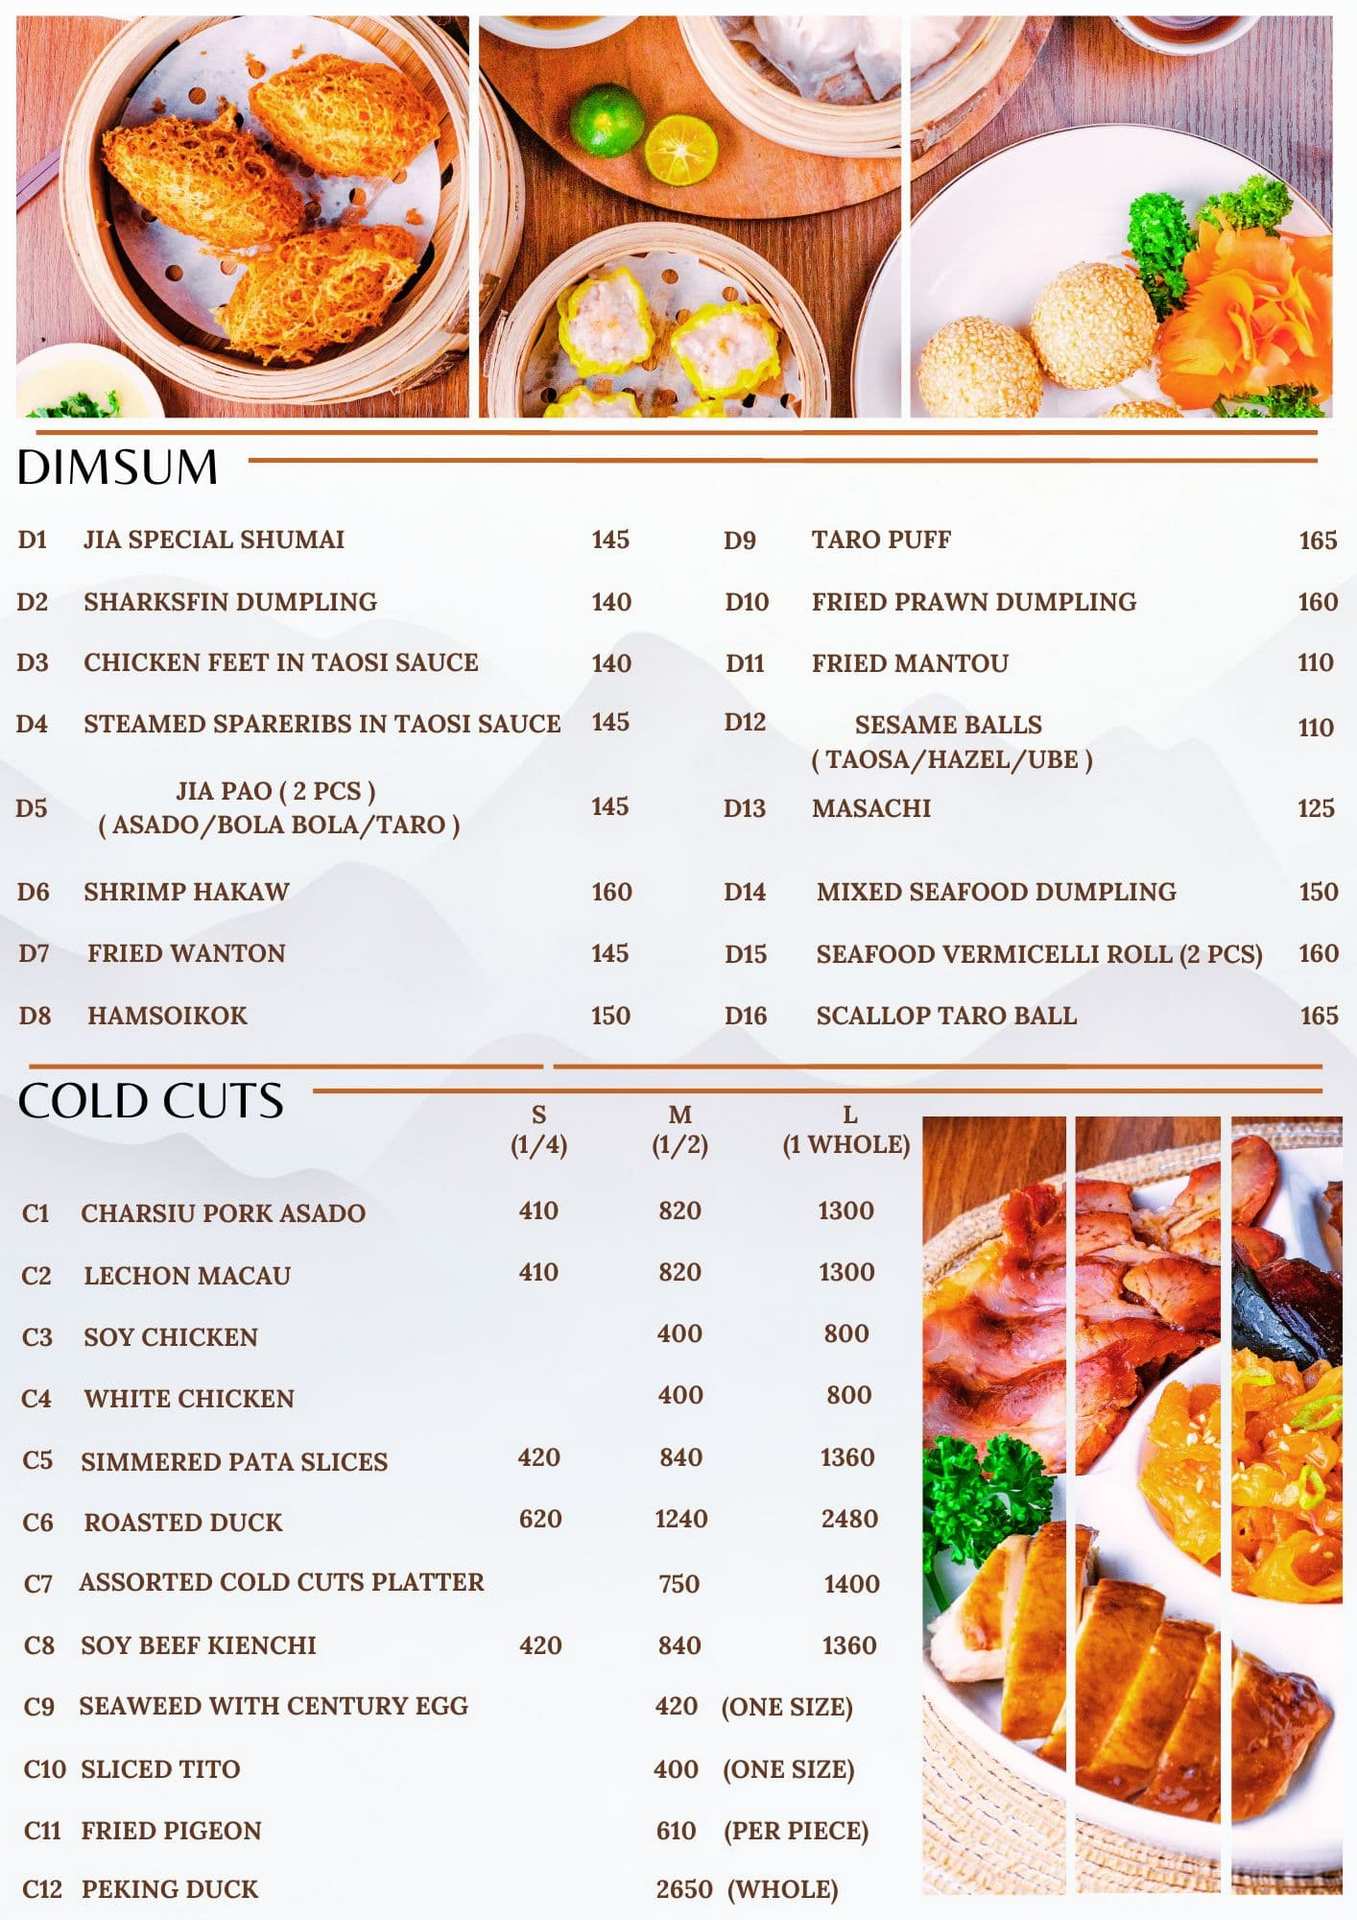 DIMSUM
D1 JIA SPECIAL SHUMAI 145
D2 SHARKSFIN DUMPLING 140
D3 CHICKEN FEET IN TAOSI SAUCE 140
D4 STEAMED SPARERIBS IN TAOSI SAUCE 145
D5 JIA PAO ( 2 PCS ) 145
( ASADO/BOLA BOLA/TARO )
D6 SHRIMP HAKAW 160
D7 FRIED WANTON 145
D8 HAMSOIKOK 150
D9 TARO PUFF 165
D10 FRIED PRAWN DUMPLING 160
D11 FRIED MANTOU 110
D12 SESAME BALLS 110
( TAOSA/HAZEL/UBE )
D13 MASACHI 125
D14 MIXED SEAFOOD DUMPLING 150
D15 SEAFOOD VERMICELLI ROLL (2 PCS) 160
D16 SCALLOP TARO BALL 165
COLD CUTS
S M L
(1/4) (1/2) (1 WHOLE)
C1 CHARSIU PORK ASADO 410 820 1300
C2 LECHON MACAU 410 820 1300
C3 SOY CHICKEN 400 800
C4 WHITE CHICKEN 400 800
C5 SIMMERED PATA SLICES 420 840 1360
C6 ROASTED DUCK 620 1240 2480
C7 ASSORTED COLD CUTS PLATTER 750 1400
C8 SOY BEEF KIENCHI 420 840 1360
C9 SEAWEED WITH CENTURY EGG 420 (ONE SIZE)
C10 SLICED TITO 400 (ONE SIZE)
C11 FRIED PIGEON 610 (PER PIECE)
C12 PEKING DUCK 2650 (WHOLE)